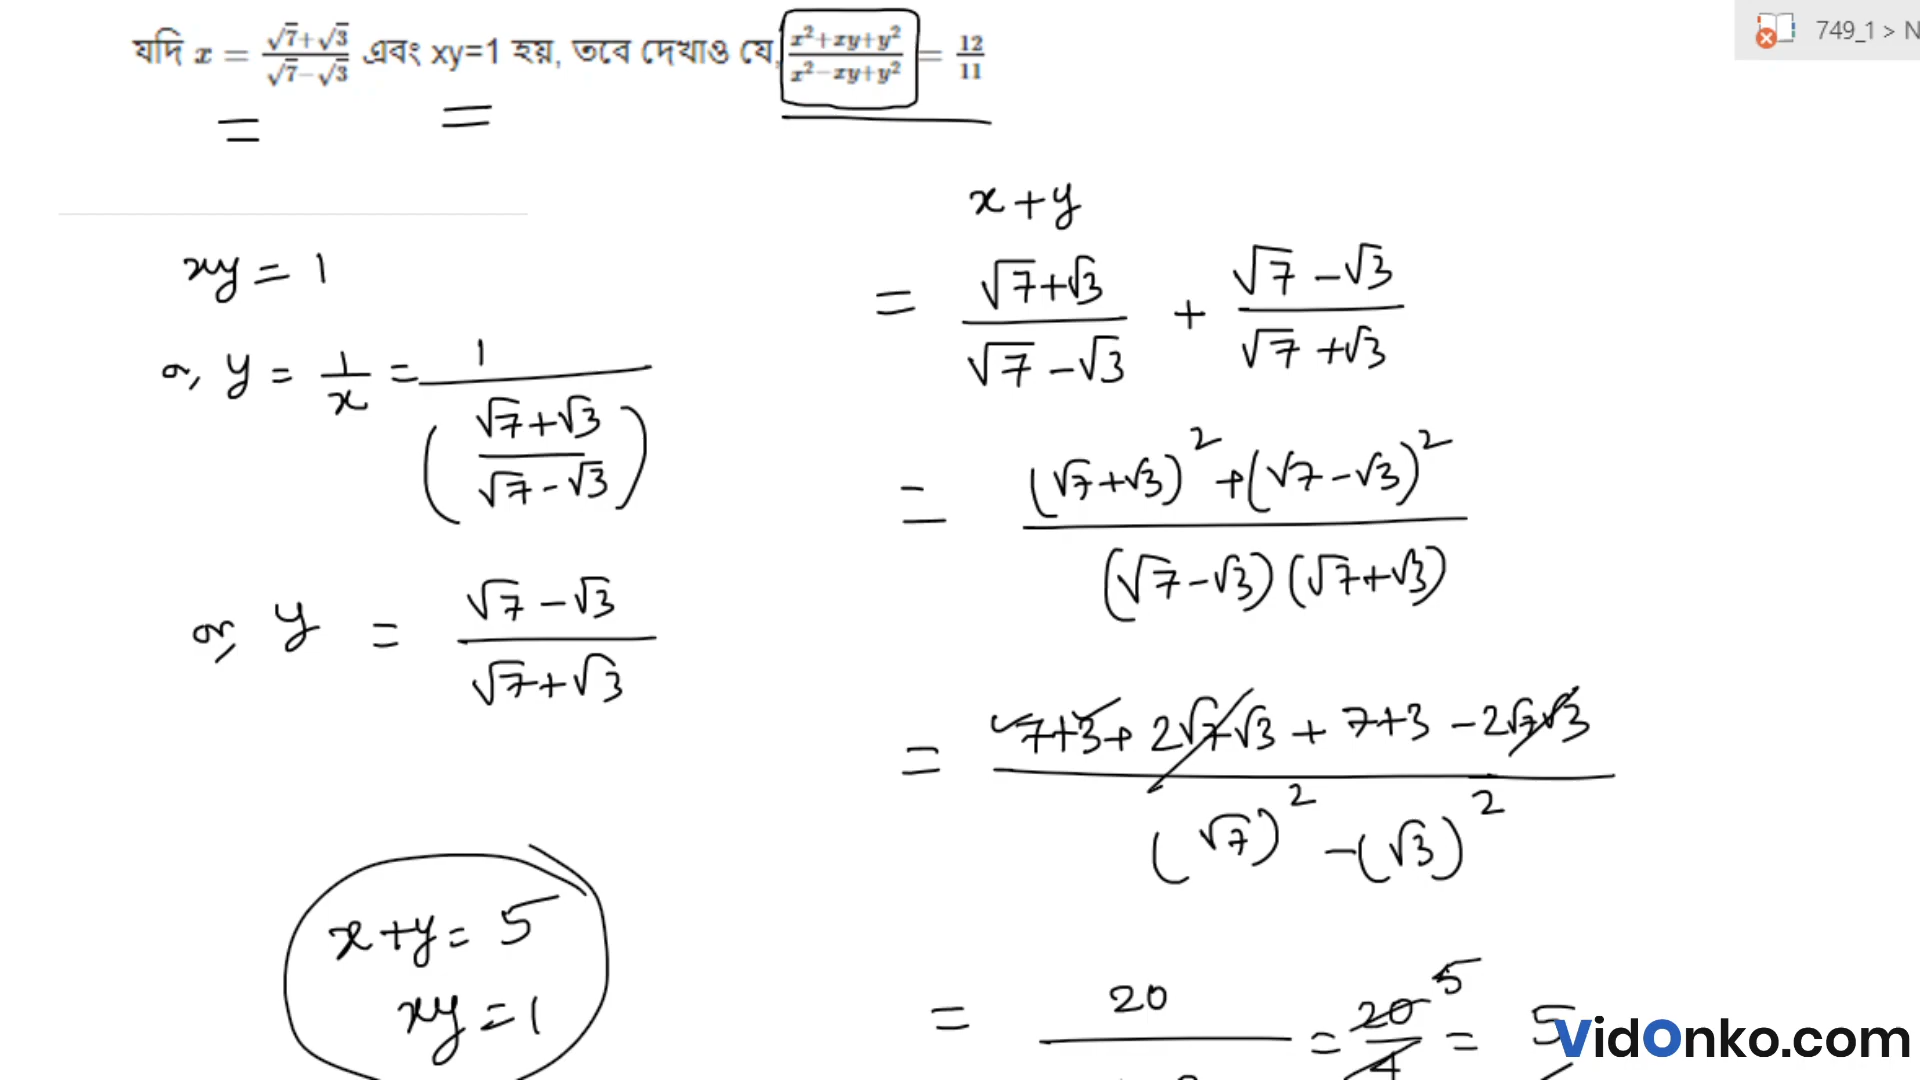 যদি x = √7+√3/√7−√3 এবং xy=1 হয়, তবে দেখাও যে, x²+xy+y²/x²−xy+y² = 12/11
749_1 > N
=
=
xy = 1
or, y = 1/x = 1/(√7+√3/√7-√3)
or, y = √7-√3/√7+√3
x+y = 5
xy = 1
x+y
= √7+√3/√7-√3 + √7-√3/√7+√3
= (√7+√3)²+(√7-√3)²/(√7-√3)(√7+√3)
= 7+3+2√7√3+7+3-2√7√3/(√7)²-(√3)²
= 20/ = 20/4 5 = 5
VidOnko.com